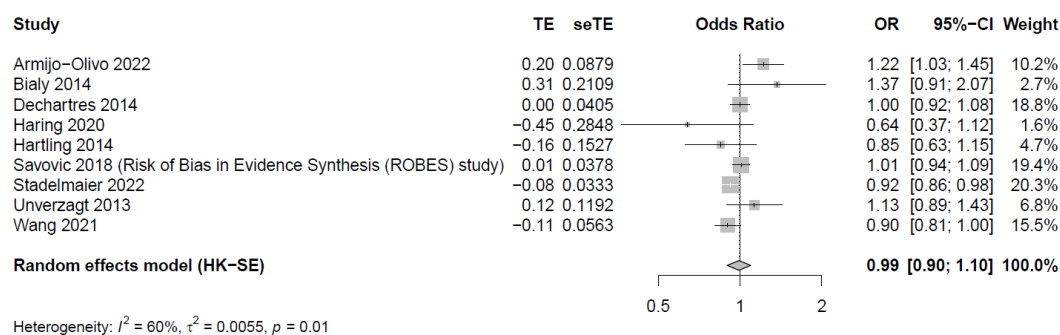 Study TE seTE Odds Ratio OR 95%−CI Weight
Armijo−Olivo 2022 0.20 0.0879 1.22 [1.03; 1.45] 10.2%
Bialy 2014 0.31 0.2109 1.37 [0.91; 2.07] 2.7%
Dechartres 2014 0.00 0.0405 1.00 [0.92; 1.08] 18.8%
Haring 2020 −0.45 0.2848 0.64 [0.37; 1.12] 1.6%
Hartling 2014 −0.16 0.1527 0.85 [0.63; 1.15] 4.7%
Savovic 2018 (Risk of Bias in Evidence Synthesis (ROBES) study) 0.01 0.0378 1.01 [0.94; 1.09] 19.4%
Stadelmaier 2022 −0.08 0.0333 0.92 [0.86; 0.98] 20.3%
Unverzagt 2013 0.12 0.1192 1.13 [0.89; 1.43] 6.8%
Wang 2021 −0.11 0.0563 0.90 [0.81; 1.00] 15.5%
Random effects model (HK−SE) 0.99 [0.90; 1.10] 100.0%
0.5 1 2
Heterogeneity: I² = 60%, τ² = 0.0055, p = 0.01